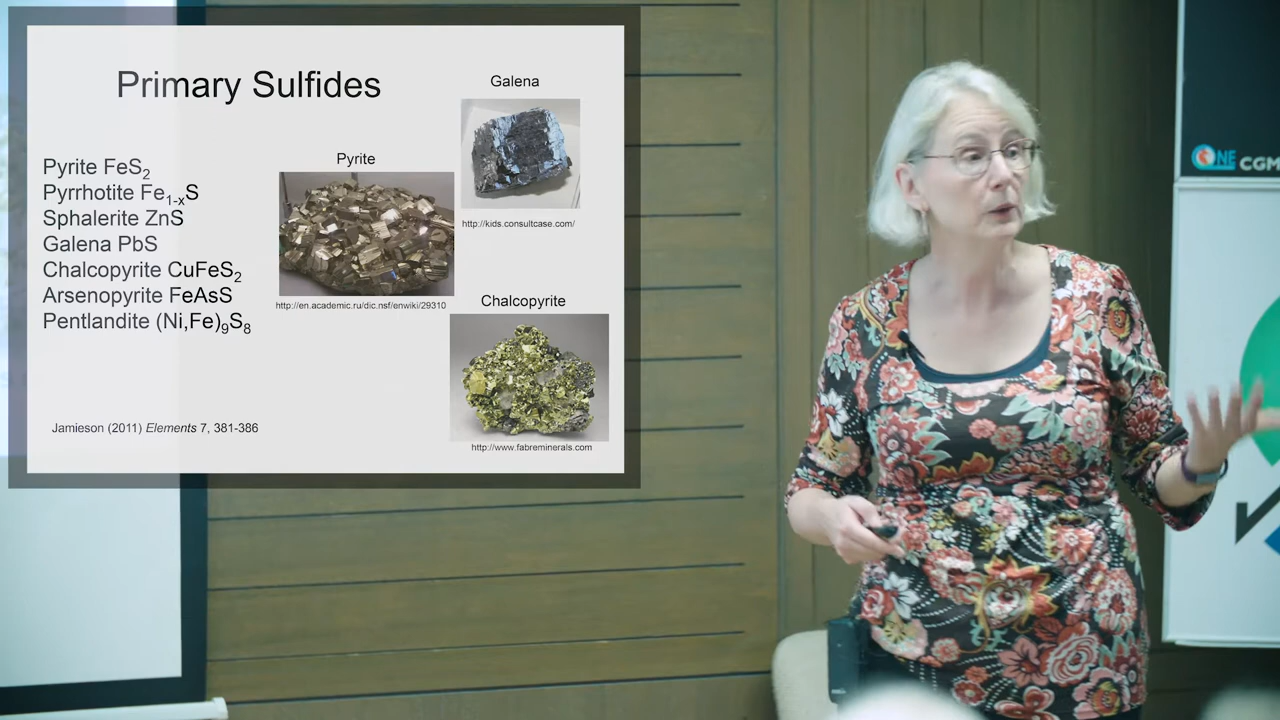 Primary Sulfides
Galena
Pyrite
Pyrite FeS2
Pyrrhotite Fe1-xS
Sphalerite ZnS
Galena PbS
Chalcopyrite CuFeS2
Arsenopyrite FeAsS
Pentlandite (Ni,Fe)9S8
http://kids.consultcase.com/
http://en.academic.ru/dic.nsf/enwiki/29310
Chalcopyrite
http://www.fabreminerals.com
Jamieson (2011) Elements 7, 381-386
ONE CGM